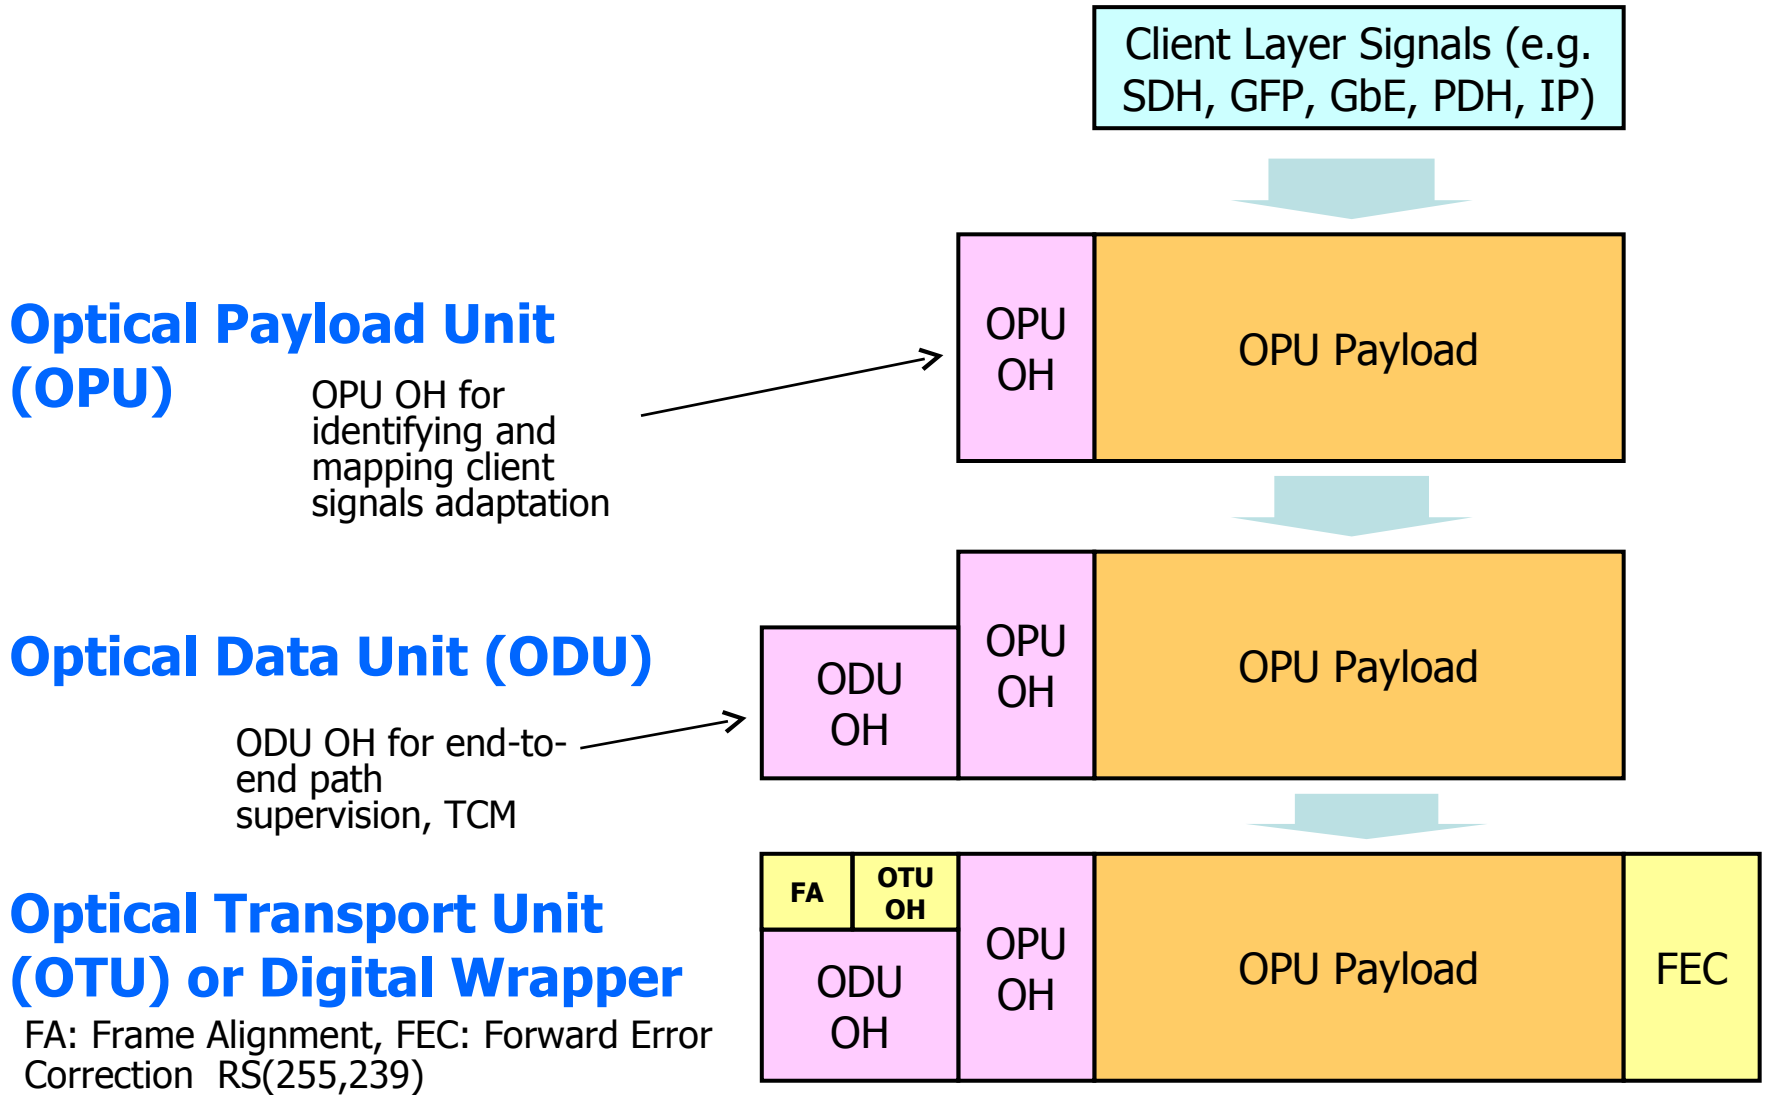 Client Layer Signals (e.g.
SDH, GFP, GbE, PDH, IP)
Optical Payload Unit
(OPU)
OPU OH for
identifying and
mapping client
signals adaptation
OPU
OH
OPU Payload
Optical Data Unit (ODU)
ODU OH for end-to-
end path
supervision, TCM
ODU
OH
OPU
OH
OPU Payload
Optical Transport Unit
(OTU) or Digital Wrapper
FA: Frame Alignment, FEC: Forward Error
Correction  RS(255,239)
FA
OTU
OH
ODU
OH
OPU
OH
OPU Payload
FEC